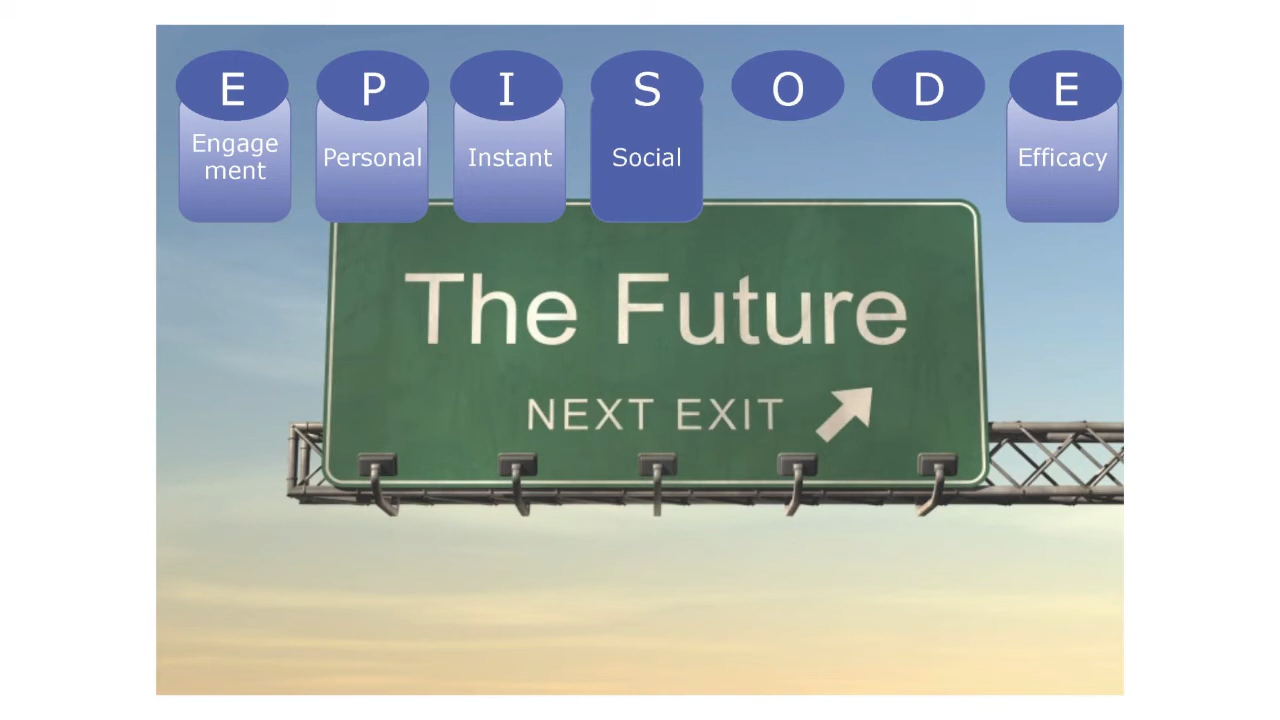 E P I S O D E
Engage
ment
Personal
Instant
Social
Efficacy
The Future
NEXT EXIT